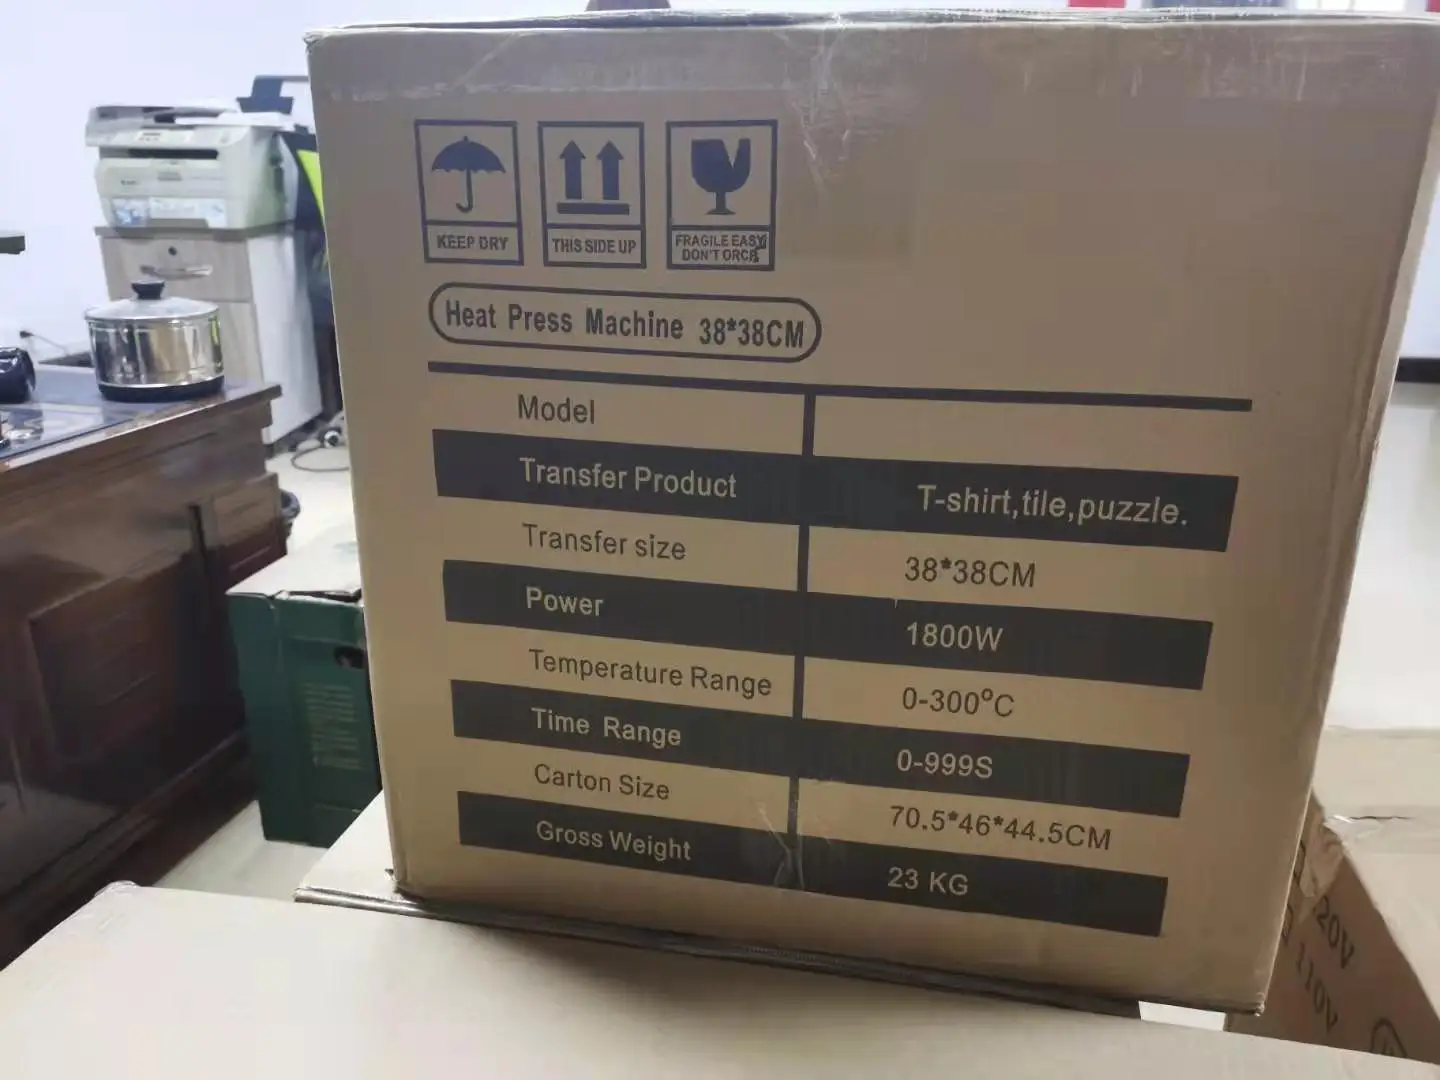 KEEP DRY
THIS SIDE UP
FRAGILE EASY
DON'T ORCR
Heat Press Machine 38*38CM
Model
Transfer Product T-shirt,tile,puzzle.
Transfer size 38*38CM
Power 1800W
Temperature Range 0-300°C
Time Range 0-999S
Carton Size 70.5*46*44.5CM
Gross Weight 23 KG
20V
110V